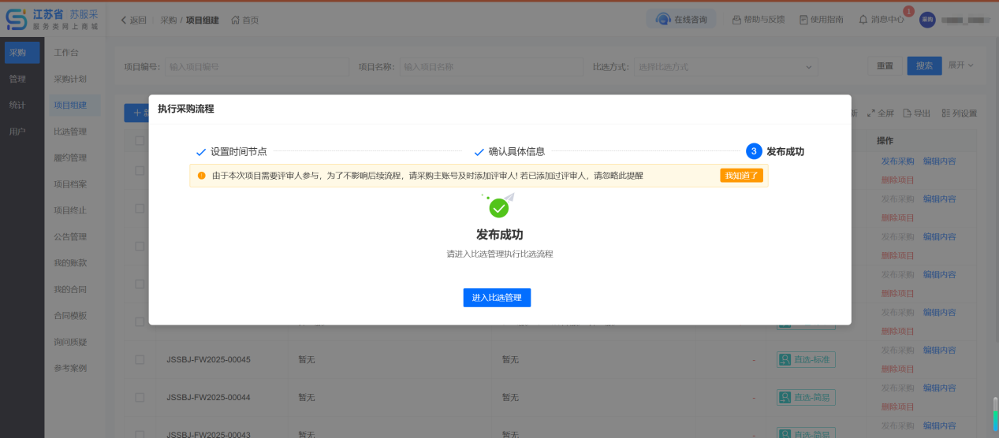 江苏省 苏服采
服务类网上商城
返回 采购 / 项目组建 首页
在线咨询 帮助与反馈 使用指南 消息中心 1 采购
采购
管理
统计
用户
工作台
采购计划
项目组建
比选管理
履约管理
项目档案
项目终止
公告管理
我的账款
我的合同
合同模板
询问质疑
参考案例
项目编号： 输入项目编号 项目名称： 输入项目名称 比选方式： 选择比选方式 重置 搜索 展开
全屏 导出 列设置
操作
发布采购 编辑内容
删除项目
发布采购 编辑内容
删除项目
发布采购 编辑内容
删除项目
发布采购 编辑内容
删除项目
发布采购 编辑内容
删除项目
执行采购流程
设置时间节点 确认具体信息 3 发布成功
由于本次项目需要评审人参与，为了不影响后续流程，请采购主账号及时添加评审人! 若已添加过评审人，请忽略此提醒 我知道了
发布成功
请进入比选管理执行比选流程
进入比选管理
JSSBJ-FW2025-00045 暂无 暂无 - 直选-标准 发布采购 编辑内容
删除项目
JSSBJ-FW2025-00044 暂无 暂无 - 直选-简易 发布采购 编辑内容
删除项目
JSSBJ-FW2025-00043 暂无 暂无 - 直选-简易 发布采购 编辑内容